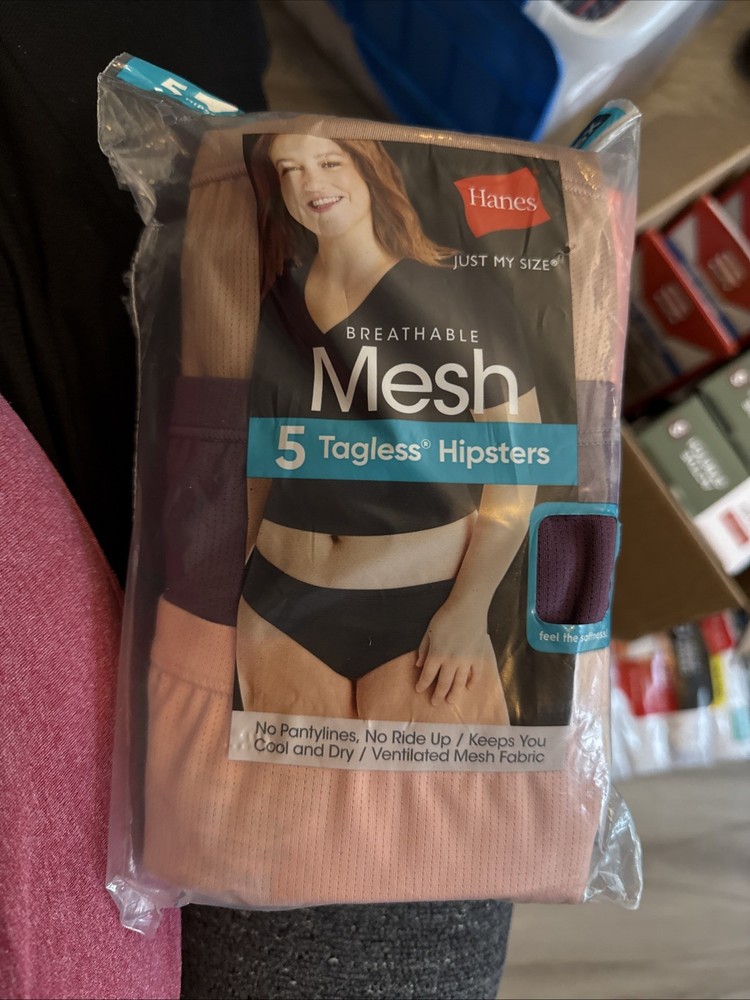 5
Hanes
JUST MY SIZE®
BREATHABLE
Mesh
5 Tagless® Hipsters
feel the softness!
No Pantylines, No Ride Up / Keeps You
Cool and Dry / Ventilated Mesh Fabric